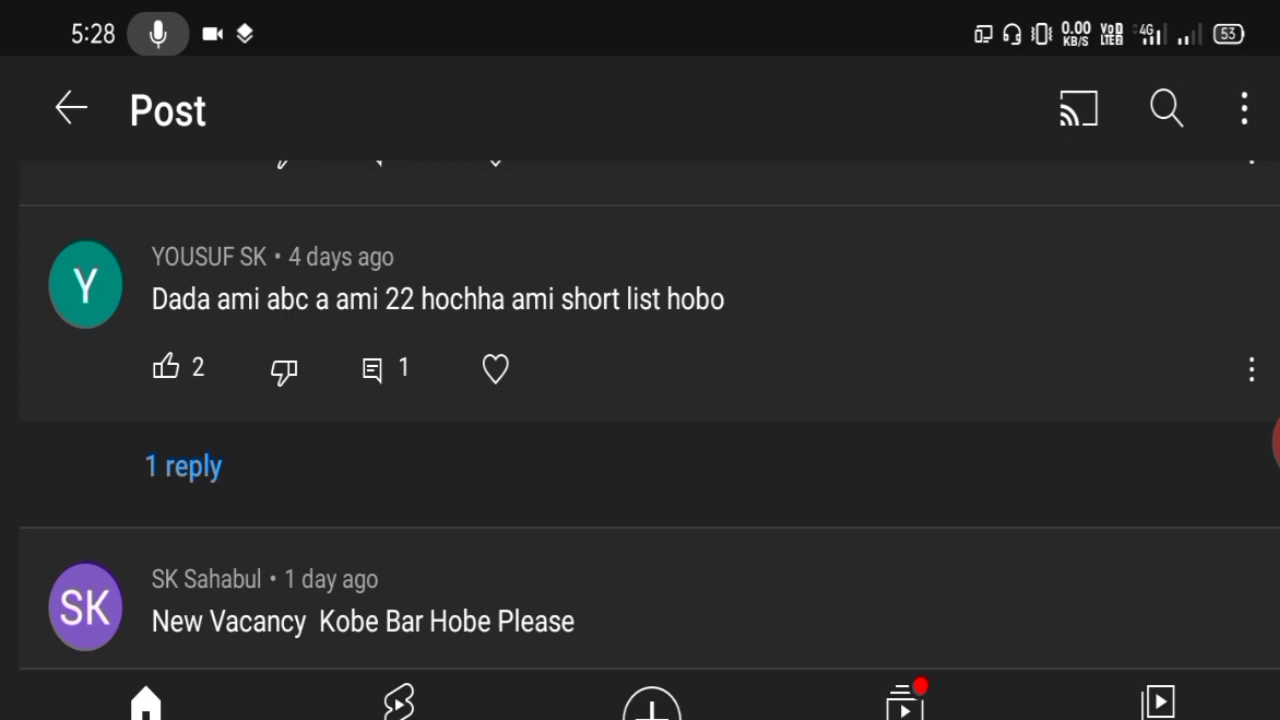 5:28 0.00 KB/S VoD LTE2 4G 53
Post
Y
YOUSUF SK • 4 days ago
Dada ami abc a ami 22 hochha ami short list hobo
2 1
1 reply
SK
SK Sahabul • 1 day ago
New Vacancy Kobe Bar Hobe Please